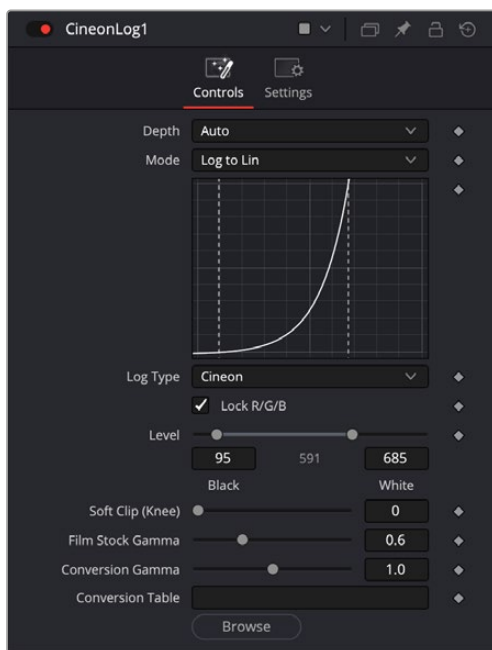 CineonLog1
Controls Settings
Depth Auto
Mode Log to Lin
Log Type Cineon
Lock R/G/B
Level
95 591 685
Black White
Soft Clip (Knee) 0
Film Stock Gamma 0.6
Conversion Gamma 1.0
Conversion Table
Browse